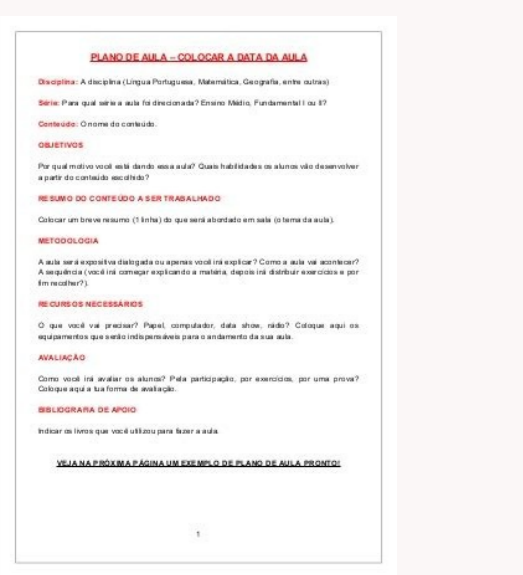 PLANO DE AULA – COLOCAR A DATA DA AULA
Disciplina: A disciplina (Língua Portuguesa, Matemática, Geografia, entre outras)
Série: Para qual série a aula foi direcionada? Ensino Médio, Fundamental I ou II?
Conteúdo: O nome do conteúdo.
OBJETIVOS
Por qual motivo você está dando essa aula? Quais habilidades os alunos vão desenvolver
a partir do conteúdo escolhido?
RESUMO DO CONTEÚDO A SER TRABALHADO
Colocar um breve resumo (1 linha) do que será abordado em sala (o tema da aula).
METODOLOGIA
A aula será expositiva dialogada ou apenas você irá explicar? Como a aula vai acontecer?
A sequência (você irá começar explicando a matéria, depois irá distribuir exercícios e por
fim recolher?).
RECURSOS NECESSÁRIOS
O que você vai precisar? Papel, computador, data show, rádio? Coloque aqui os
equipamentos que serão indispensáveis para o andamento da sua aula.
AVALIAÇÃO
Como você irá avaliar os alunos? Pela participação, por exercícios, por uma prova?
Coloque aqui a tua forma de avaliação.
BIBLIOGRAFIA DE APOIO
Indicar os livros que você utilizou para fazer a aula.
VEJA NA PRÓXIMA PÁGINA UM EXEMPLO DE PLANO DE AULA PRONTO!
1